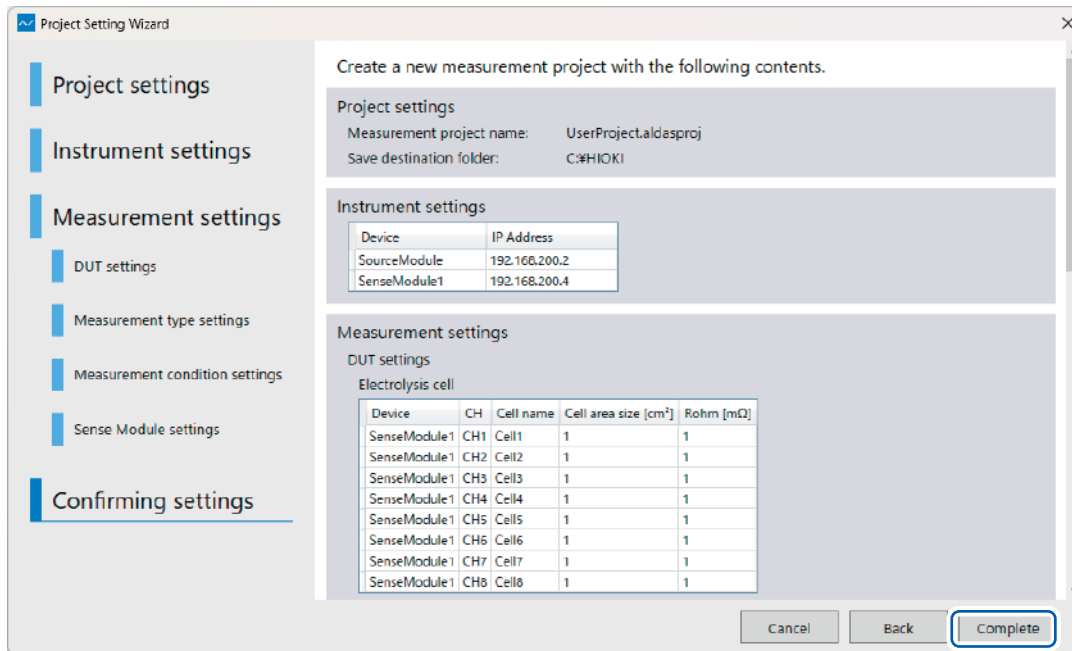 Project Setting Wizard
Project settings
Instrument settings
Measurement settings
DUT settings
Measurement type settings
Measurement condition settings
Sense Module settings
Confirming settings
Create a new measurement project with the following contents.
Project settings
Measurement project name: UserProject.aldasproj
Save destination folder: C:¥HIOKI
Instrument settings
Device IP Address
SourceModule 192.168.200.2
SenseModule1 192.168.200.4
Measurement settings
DUT settings
Electrolysis cell
Device CH Cell name Cell area size [cm²] Rohm [mΩ]
SenseModule1 CH1 Cell1 1 1
SenseModule1 CH2 Cell2 1 1
SenseModule1 CH3 Cell3 1 1
SenseModule1 CH4 Cell4 1 1
SenseModule1 CH5 Cell5 1 1
SenseModule1 CH6 Cell6 1 1
SenseModule1 CH7 Cell7 1 1
SenseModule1 CH8 Cell8 1 1
Cancel Back Complete